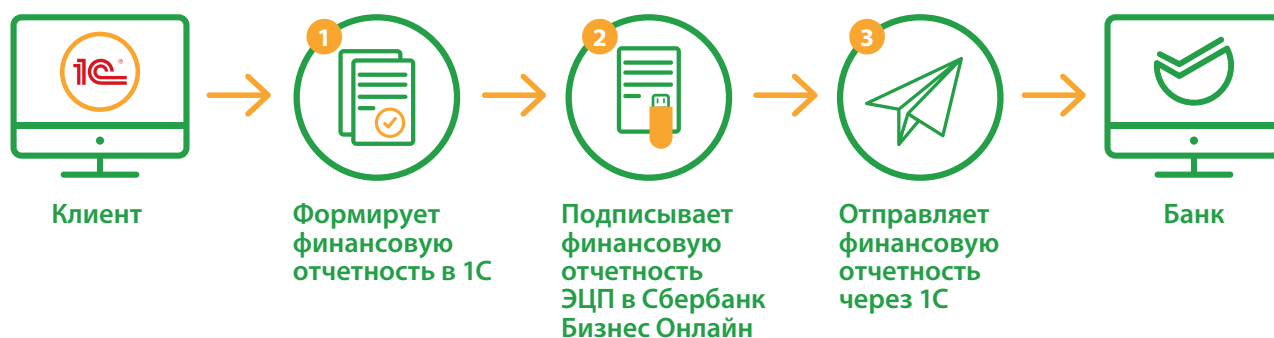 1С®
1
2
3
Клиент
Формирует
финансовую
отчетность в 1С
Подписывает
финансовую
отчетность
ЭЦП в Сбербанк
Бизнес Онлайн
Отправляет
финансовую
отчетность
через 1С
Банк